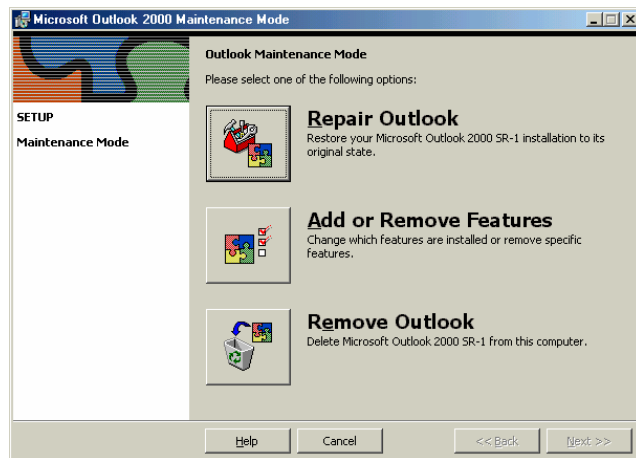 Microsoft Outlook 2000 Maintenance Mode
Outlook Maintenance Mode
Please select one of the following options:
SETUP
Maintenance Mode
Repair Outlook
Restore your Microsoft Outlook 2000 SR-1 installation to its
original state.
Add or Remove Features
Change which features are installed or remove specific
features.
Remove Outlook
Delete Microsoft Outlook 2000 SR-1 from this computer.
Help
Cancel
<< Back
Next >>